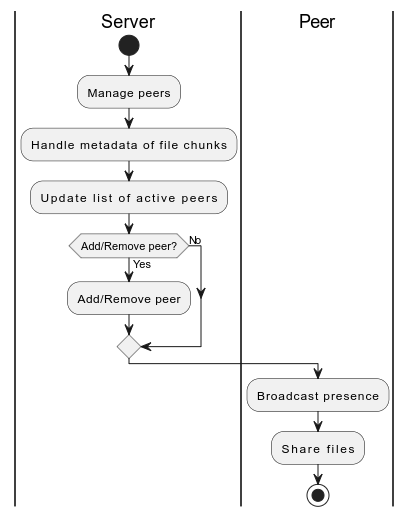 Server
Peer
Manage peers
Handle metadata of file chunks
Update list of active peers
Add/Remove peer?
No
Yes
Add/Remove peer
Broadcast presence
Share files